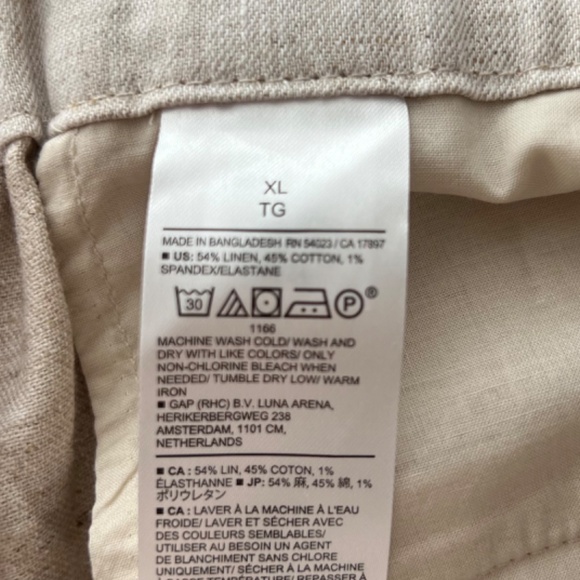 XL
TG
MADE IN BANGLADESH RN 54023 / CA 17897
■ US: 54% LINEN, 45% COTTON, 1%
SPANDEX/ELASTANE
30 P ®
1166
MACHINE WASH COLD/ WASH AND
DRY WITH LIKE COLORS/ ONLY
NON-CHLORINE BLEACH WHEN
NEEDED/ TUMBLE DRY LOW/ WARM
IRON
■ GAP (RHC) B.V. LUNA ARENA,
HERIKERBERGWEG 238
AMSTERDAM, 1101 CM,
NETHERLANDS
■ CA : 54% LIN, 45% COTON, 1%
ÉLASTHANNE ■ JP: 54% 麻, 45% 綿, 1%
ポリウレタン
■ CA : LAVER À LA MACHINE À L'EAU
FROIDE/ LAVER ET SÉCHER AVEC
DES COULEURS SEMBLABLES/
UTILISER AU BESOIN UN AGENT
DE BLANCHIMENT SANS CHLORE
UNIQUEMENT/ SÉCHER À LA MACHINE
À BASSE TEMPÉRATURE/ REPASSER À